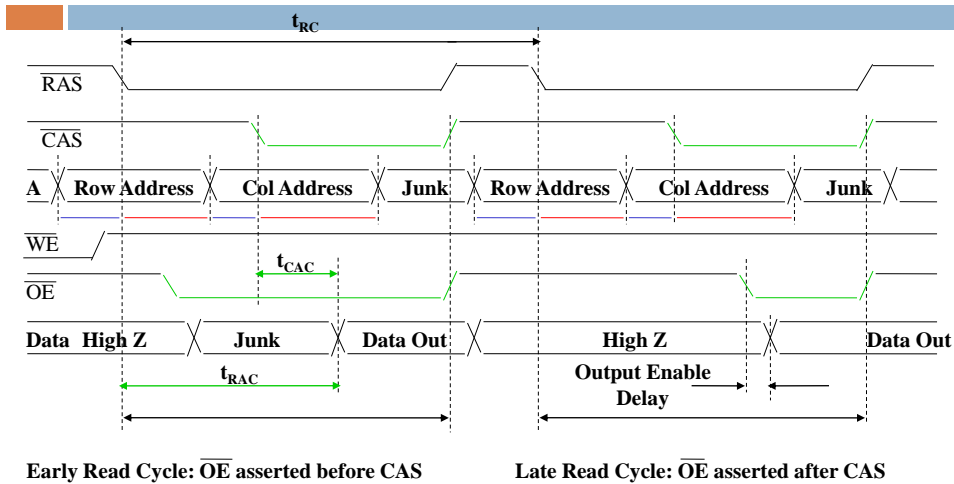 tRC
RAS
CAS
A Row Address Col Address Junk Row Address Col Address Junk
WE
tCAC
OE
Data High Z Junk Data Out High Z Data Out
tRAC
Output Enable
Delay
Early Read Cycle: OE asserted before CAS
Late Read Cycle: OE asserted after CAS